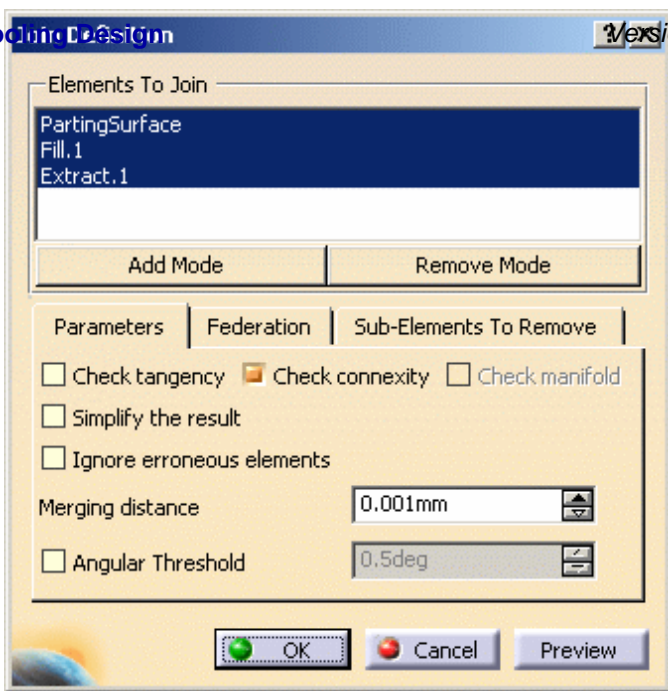 Join Definition
Elements To Join
PartingSurface
Fill.1
Extract.1
Add Mode Remove Mode
Parameters Federation Sub-Elements To Remove
Check tangency Check connexity Check manifold
Simplify the result
Ignore erroneous elements
Merging distance 0.001mm
Angular Threshold 0.5deg
OK Cancel Preview